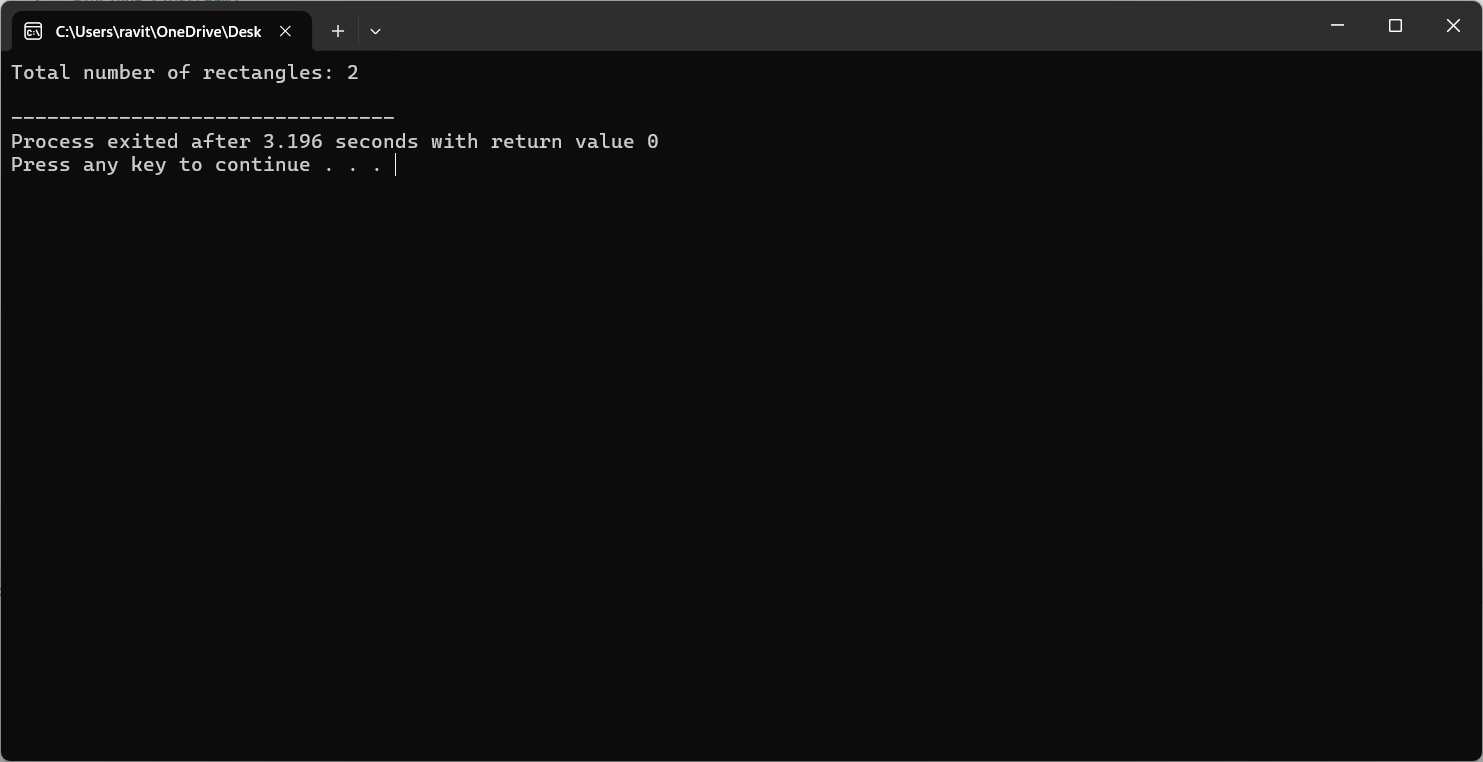 C:\Users\ravit\OneDrive\Desk
Total number of rectangles: 2
--------------------------------
Process exited after 3.196 seconds with return value 0
Press any key to continue . . .